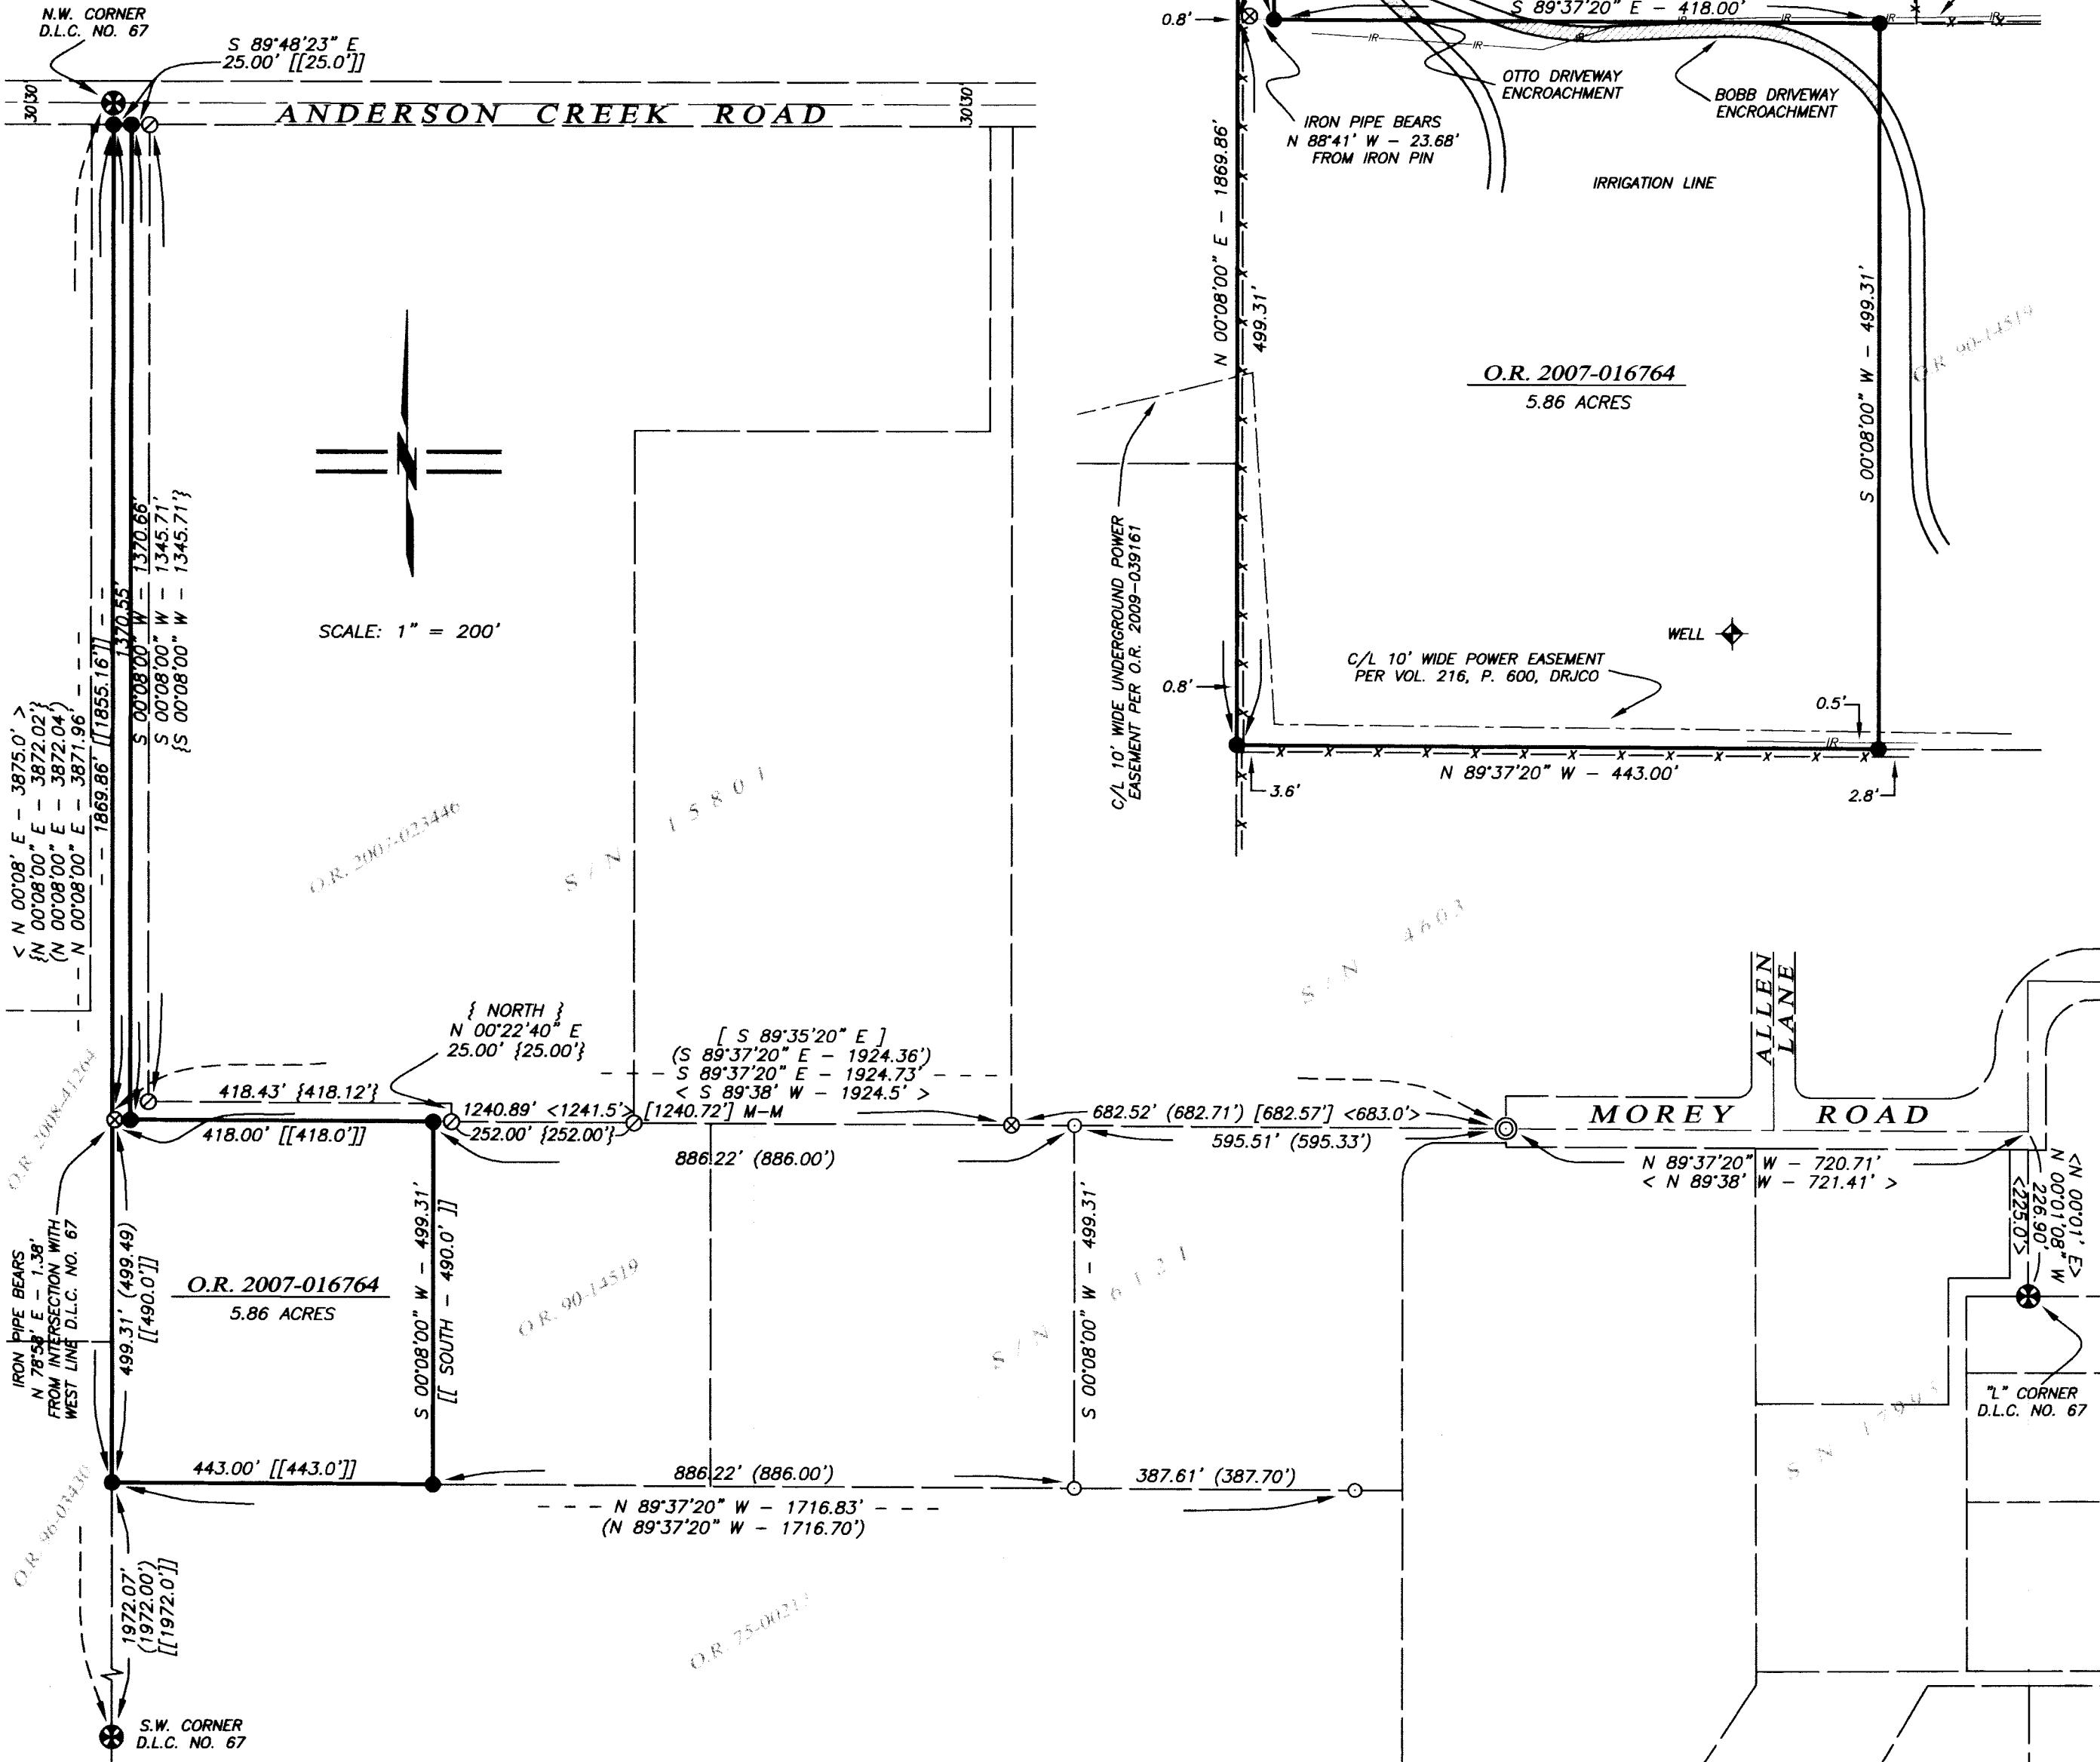 N.W. CORNER
D.L.C. NO. 67
S 89°48'23" E
25.00' [[25.0']]
30'30'
ANDERSON CREEK ROAD
30'30'
SCALE: 1" = 200'
S 00°08'00" W - 1370.66'
S 00°08'00" W - 1345.71'
{S 00°08'00" W - 1345.71'}
1370.55'
- - 1869.86' [[1855.16']] - -
< N 00°08' E - 3875.0' >
{N 00°08'00" E - 3872.02'}
(N 00°08'00" E - 3872.04')
- - N 00°08'00" E - 3871.96' - -
O.R. 2007-023446
S/N 15801
{ NORTH }
N 00°22'40" E
25.00' {25.00'}
[ S 89°35'20" E ]
(S 89°37'20" E - 1924.36')
- - - S 89°37'20" E - 1924.73' - - -
< S 89°38' W - 1924.5' >
418.43' {418.12'}
1240.89' <1241.5'> [1240.72'] M-M
682.52' (682.71') [682.57'] <683.0'>
418.00' [[418.0']]
252.00' {252.00'}
886.22' (886.00')
595.51' (595.33')
O.R. 2008-41264
IRON PIPE BEARS
N 78°58' E - 1.38'
FROM INTERSECTION WITH
WEST LINE D.L.C. NO. 67
499.31' (499.49)
[[490.0']]
O.R. 2007-016764
5.86 ACRES
S 00°08'00" W - 499.31'
[[ SOUTH - 490.0' ]]
O.R. 90-14519
S/N 6121
S 00°08'00" W - 499.31'
443.00' [[443.0']]
886.22' (886.00')
387.61' (387.70')
- - - N 89°37'20" W - 1716.83' - - -
(N 89°37'20" W - 1716.70')
1972.07'
(1972.00')
[[1972.0']]
S.W. CORNER
D.L.C. NO. 67
S 89°37'20" E - 418.00'
0.8'
IR
IR
IR
IR
IR
IR
OTTO DRIVEWAY
ENCROACHMENT
BOBB DRIVEWAY
ENCROACHMENT
IRON PIPE BEARS
N 88°41' W - 23.68'
FROM IRON PIN
IRRIGATION LINE
N 00°08'00" E - 1869.86'
499.31'
O.R. 2007-016764
5.86 ACRES
S 00°08'00" W - 499.31'
O.R. 90-14519
C/L 10' WIDE UNDERGROUND POWER
EASEMENT PER O.R. 2009-039161
WELL
C/L 10' WIDE POWER EASEMENT
PER VOL. 216, P. 600, DRJCO
0.8'
0.5'
IR
N 89°37'20" W - 443.00'
3.6'
2.8'
S/N 4603
ALLEN
LANE
MOREY ROAD
N 89°37'20" W - 720.71'
< N 89°38' W - 721.41' >
<N 00°01' E>
N 00°01'08" W
226.90'
<225.0'>
"L" CORNER
D.L.C. NO. 67